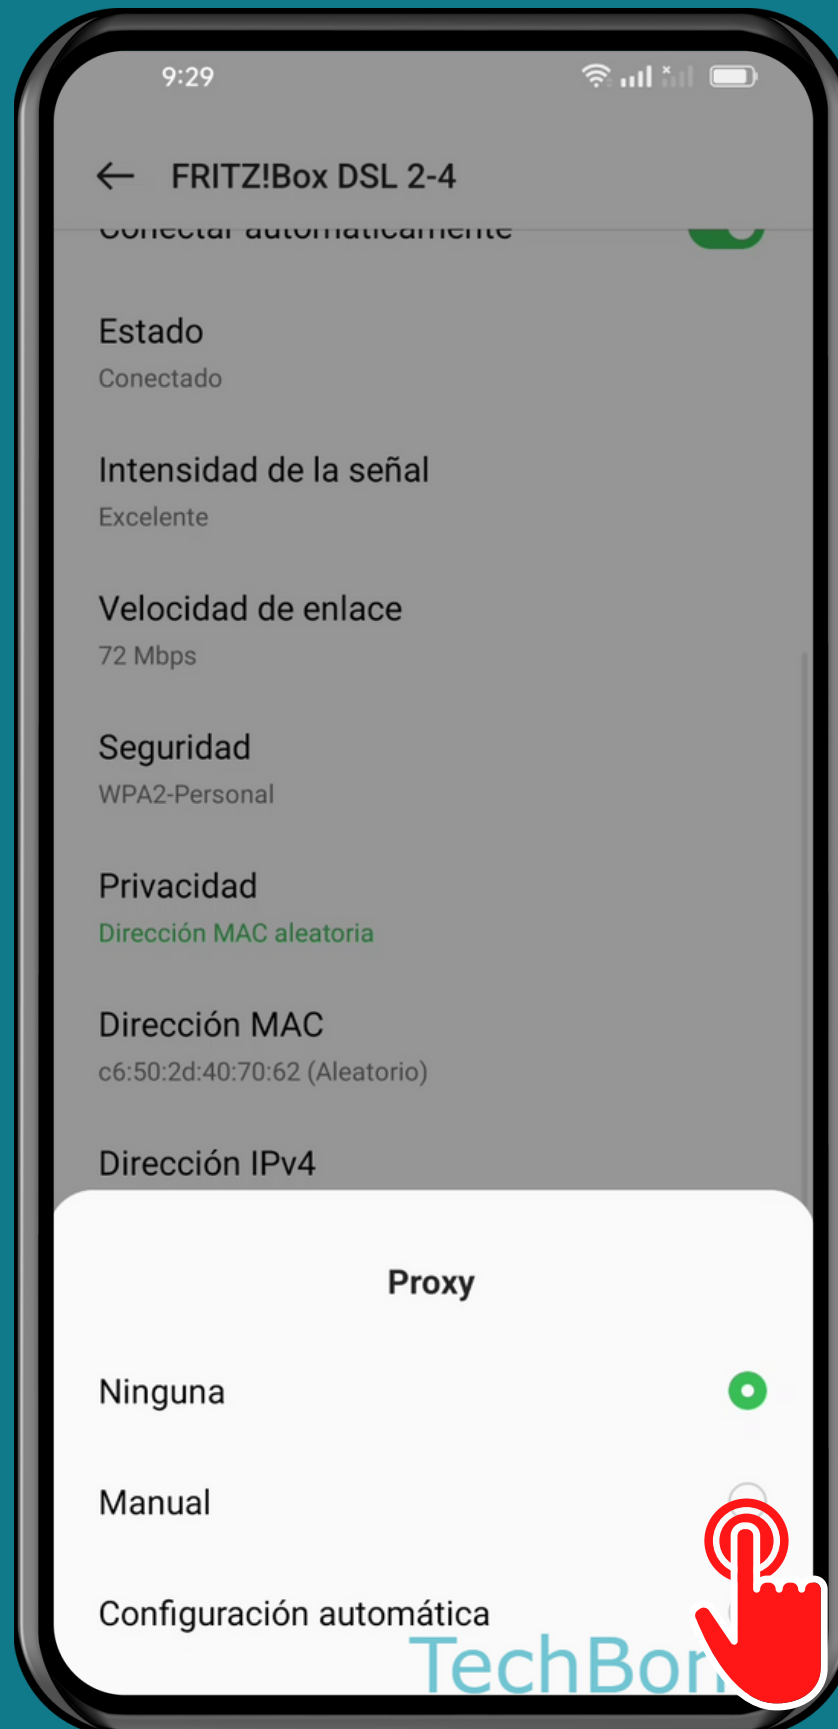 9:29
FRITZ!Box DSL 2-4
Conectar automáticamente
Estado
Conectado
Intensidad de la señal
Excelente
Velocidad de enlace
72 Mbps
Seguridad
WPA2-Personal
Privacidad
Dirección MAC aleatoria
Dirección MAC
c6:50:2d:40:70:62 (Aleatorio)
Dirección IPv4
Proxy
Ninguna
Manual
Configuración automática